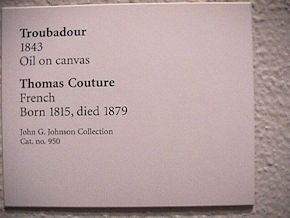 Troubadour
1843
Oil on canvas
Thomas Couture
French
Born 1815, died 1879
John G. Johnson Collection
Cat. no. 950